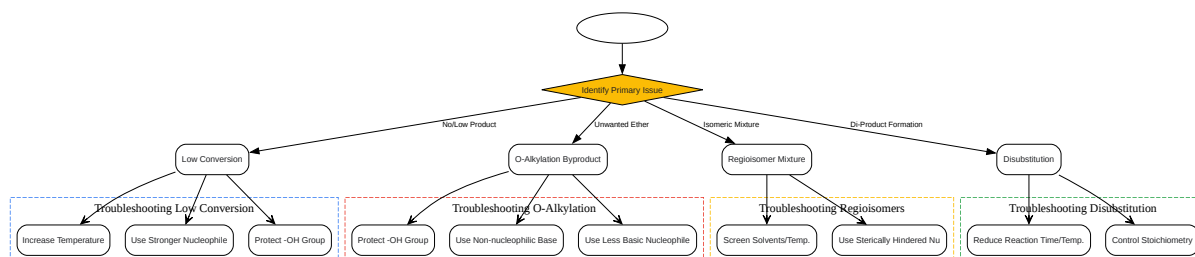 Identify Primary Issue
No/Low Product
Unwanted Ether
Isomeric Mixture
Di-Product Formation
Low Conversion
O-Alkylation Byproduct
Regioisomer Mixture
Disubstitution
Troubleshooting Low Conversion
Troubleshooting O-Alkylation
Troubleshooting Regioisomers
Troubleshooting Disubstitution
Increase Temperature
Use Stronger Nucleophile
Protect -OH Group
Protect -OH Group
Use Non-nucleophilic Base
Use Less Basic Nucleophile
Screen Solvents/Temp.
Use Sterically Hindered Nu
Reduce Reaction Time/Temp.
Control Stoichiometry